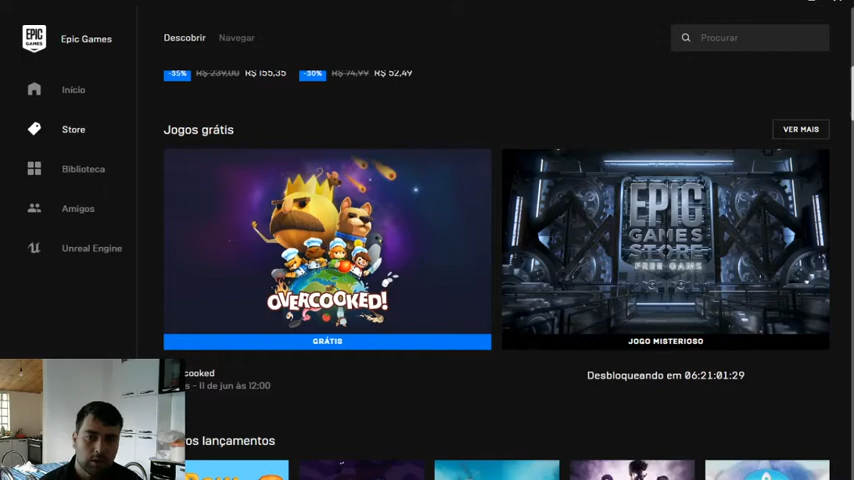 EPIC
GAMES
Epic Games
Descobrir
Navegar
Procurar
-35% R$ 239,00 R$ 155,35
-30% R$ 74,99 R$ 52,49
Início
Store
Biblioteca
Amigos
Unreal Engine
Jogos grátis
VER MAIS
OVERCOOKED!
GRÁTIS
EPIC
GAMES
STORE
FREE GAME
JOGO MISTERIOSO
cooked
s - 11 de jun às 12:00
Desbloqueando em 06:21:01:29
os lançamentos